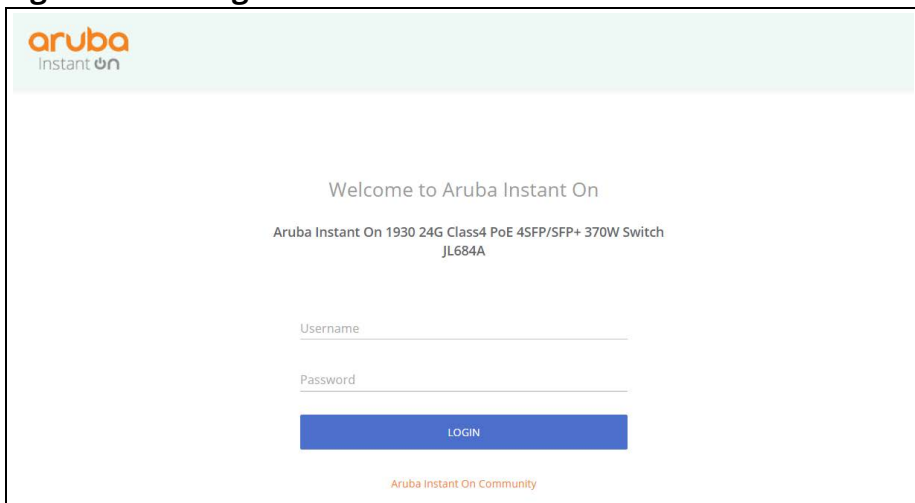 aruba
Instant On
Welcome to Aruba Instant On
Aruba Instant On 1930 24G Class4 PoE 4SFP/SFP+ 370W Switch
JL684A
Username
Password
LOGIN
Aruba Instant On Community